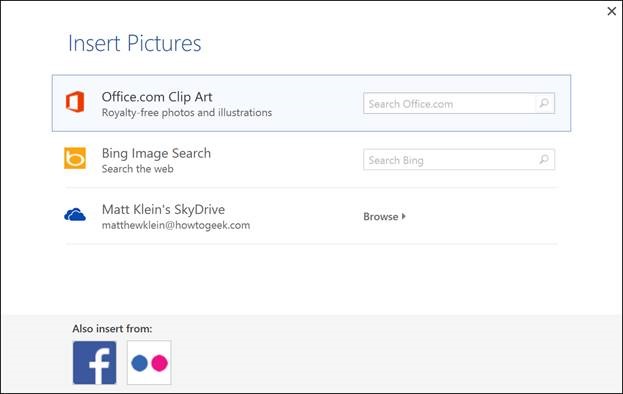 Insert Pictures
Office.com Clip Art
Royalty-free photos and illustrations
Search Office.com
Bing Image Search
Search the web
Search Bing
Matt Klein's SkyDrive
matthewklein@howtogeek.com
Browse
Also insert from: